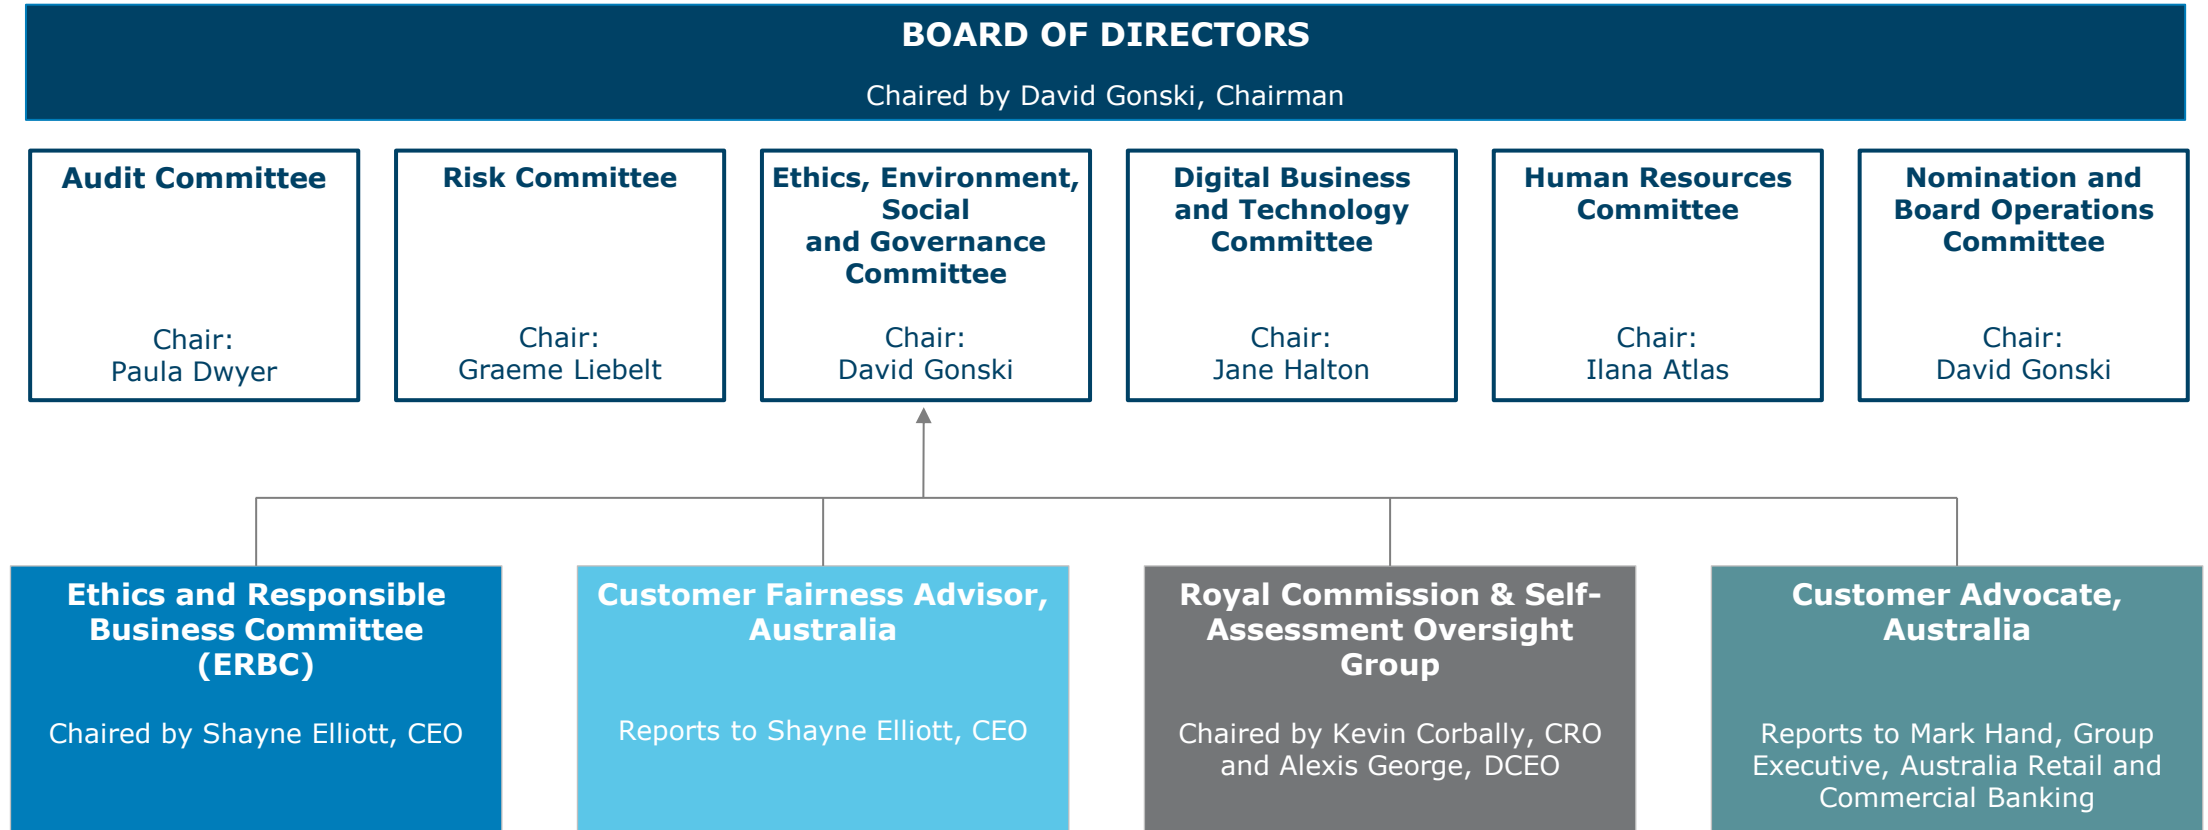 BOARD OF DIRECTORS
Chaired by David Gonski, Chairman
Audit Committee
Chair:
Paula Dwyer
Risk Committee
Chair:
Graeme Liebelt
Ethics, Environment,
Social
and Governance
Committee
Chair:
David Gonski
Digital Business
and Technology
Committee
Chair:
Jane Halton
Human Resources
Committee
Chair:
Ilana Atlas
Nomination and
Board Operations
Committee
Chair:
David Gonski
Ethics and Responsible
Business Committee
(ERBC)
Chaired by Shayne Elliott, CEO
Customer Fairness Advisor,
Australia
Reports to Shayne Elliott, CEO
Royal Commission & Self-
Assessment Oversight
Group
Chaired by Kevin Corbally, CRO
and Alexis George, DCEO
Customer Advocate,
Australia
Reports to Mark Hand, Group
Executive, Australia Retail and
Commercial Banking